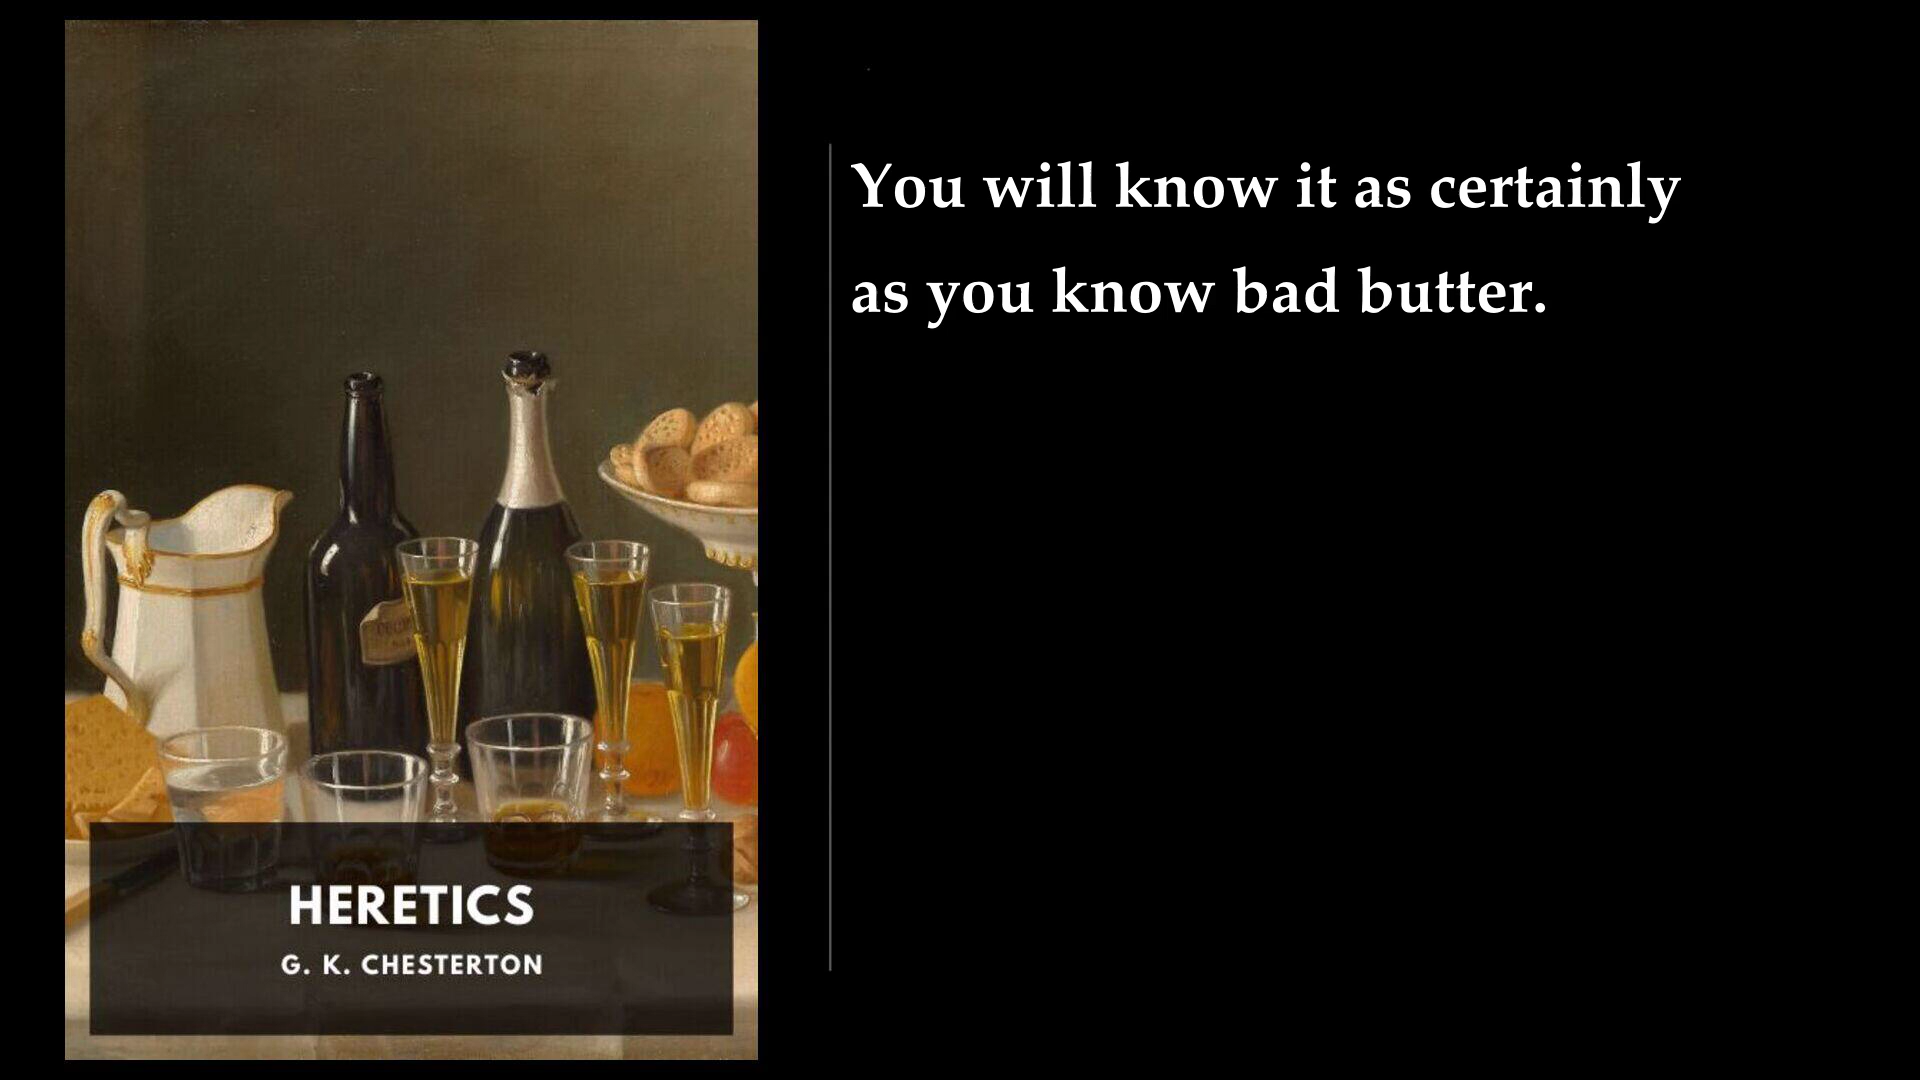 You will know it as certainly
as you know bad butter.
HERETICS
G. K. CHESTERTON